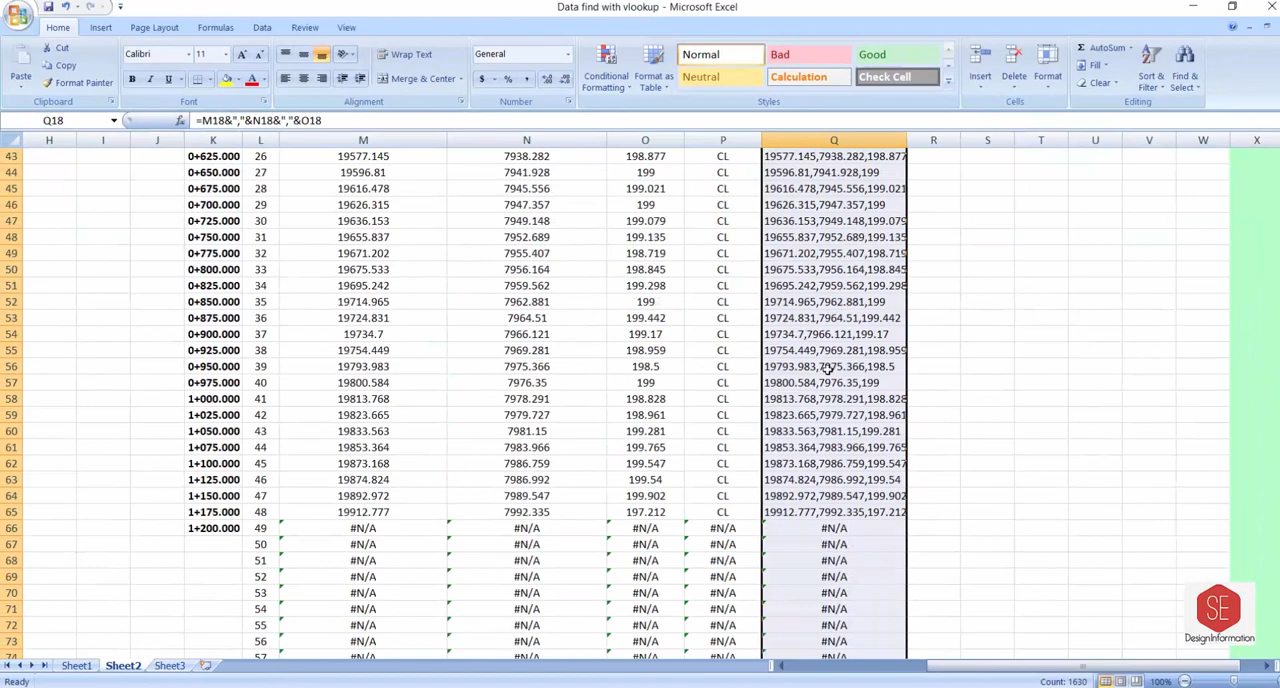 Data find with vlookup - Microsoft Excel
Home Insert Page Layout Formulas Data Review View
Cut
Copy
Format Painter
Paste
Clipboard
Calibri 11
Font
Wrap Text
Merge & Center
Alignment
General
Number
Conditional Formatting
Format as Table
Normal Bad Good
Neutral Calculation Check Cell
Styles
Insert Delete Format
Cells
AutoSum
Fill
Clear
Sort & Filter
Find & Select
Editing
Q18 fx =M18&","&N18&","&O18
H I J K L M N O P Q R S T U V W X
43 0+625.000 26 19577.145 7938.282 198.877 CL 19577.145,7938.282,198.877
44 0+650.000 27 19596.81 7941.928 199 CL 19596.81,7941.928,199
45 0+675.000 28 19616.478 7945.556 199.021 CL 19616.478,7945.556,199.021
46 0+700.000 29 19626.315 7947.357 199 CL 19626.315,7947.357,199
47 0+725.000 30 19636.153 7949.148 199.079 CL 19636.153,7949.148,199.079
48 0+750.000 31 19655.837 7952.689 199.135 CL 19655.837,7952.689,199.135
49 0+775.000 32 19671.202 7955.407 198.719 CL 19671.202,7955.407,198.719
50 0+800.000 33 19675.533 7956.164 198.845 CL 19675.533,7956.164,198.845
51 0+825.000 34 19695.242 7959.562 199.298 CL 19695.242,7959.562,199.298
52 0+850.000 35 19714.965 7962.881 199 CL 19714.965,7962.881,199
53 0+875.000 36 19724.831 7964.51 199.442 CL 19724.831,7964.51,199.442
54 0+900.000 37 19734.7 7966.121 199.17 CL 19734.7,7966.121,199.17
55 0+925.000 38 19754.449 7969.281 198.959 CL 19754.449,7969.281,198.959
56 0+950.000 39 19793.983 7975.366 198.5 CL 19793.983,7975.366,198.5
57 0+975.000 40 19800.584 7976.35 199 CL 19800.584,7976.35,199
58 1+000.000 41 19813.768 7978.291 198.828 CL 19813.768,7978.291,198.828
59 1+025.000 42 19823.665 7979.727 198.961 CL 19823.665,7979.727,198.961
60 1+050.000 43 19833.563 7981.15 199.281 CL 19833.563,7981.15,199.281
61 1+075.000 44 19853.364 7983.966 199.765 CL 19853.364,7983.966,199.765
62 1+100.000 45 19873.168 7986.759 199.547 CL 19873.168,7986.759,199.547
63 1+125.000 46 19874.824 7986.992 199.54 CL 19874.824,7986.992,199.54
64 1+150.000 47 19892.972 7989.547 199.902 CL 19892.972,7989.547,199.902
65 1+175.000 48 19912.777 7992.335 197.212 CL 19912.777,7992.335,197.212
66 1+200.000 49 #N/A #N/A #N/A #N/A #N/A
67 50 #N/A #N/A #N/A #N/A #N/A
68 51 #N/A #N/A #N/A #N/A #N/A
69 52 #N/A #N/A #N/A #N/A #N/A
70 53 #N/A #N/A #N/A #N/A #N/A
71 54 #N/A #N/A #N/A #N/A #N/A
72 55 #N/A #N/A #N/A #N/A #N/A
73 56 #N/A #N/A #N/A #N/A #N/A
74 57 #N/A #N/A #N/A #N/A #N/A
SE
DesignInformation
Sheet1 Sheet2 Sheet3
Ready Count: 1630 100%